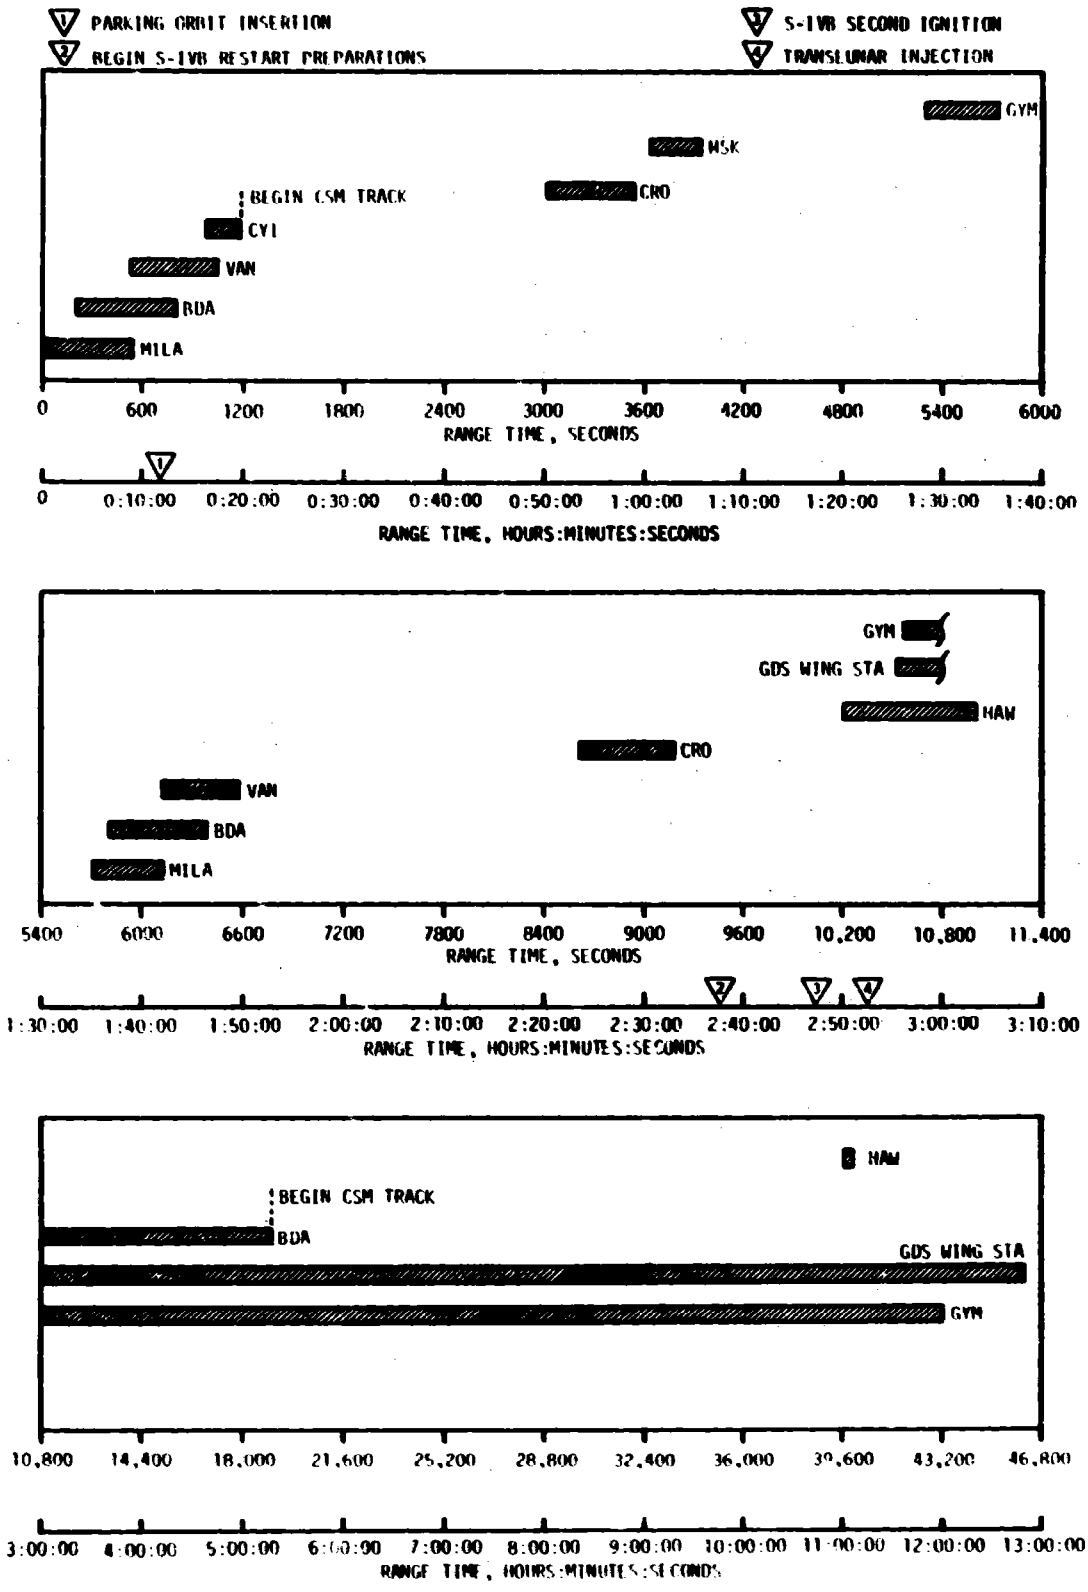 1 PARKING ORBIT INSERTION
2 BEGIN S-IVB RESTART PREPARATIONS
3 S-IVB SECOND IGNITION
4 TRANSLUNAR INJECTION
GYM
WSK
CRO
BEGIN CSM TRACK
CYI
VAN
BDA
MILA
0 600 1200 1800 2400 3000 3600 4200 4800 5400 6000
RANGE TIME, SECONDS
1
0 0:10:00 0:20:00 0:30:00 0:40:00 0:50:00 1:00:00 1:10:00 1:20:00 1:30:00 1:40:00
RANGE TIME, HOURS:MINUTES:SECONDS
GYM
GDS WING STA
HAW
CRO
VAN
BDA
MILA
5400 6000 6600 7200 7800 8400 9000 9600 10,200 10,800 11,400
RANGE TIME, SECONDS
2 3 4
1:30:00 1:40:00 1:50:00 2:00:00 2:10:00 2:20:00 2:30:00 2:40:00 2:50:00 3:00:00 3:10:00
RANGE TIME, HOURS:MINUTES:SECONDS
HAW
BEGIN CSM TRACK
BDA
GDS WING STA
GYM
10,800 14,400 18,000 21,600 25,200 28,800 32,400 36,000 39,600 43,200 46,800
3:00:00 4:00:00 5:00:00 6:00:00 7:00:00 8:00:00 9:00:00 10:00:00 11:00:00 12:00:00 13:00:00
RANGE TIME, HOURS:MINUTES:SECONDS